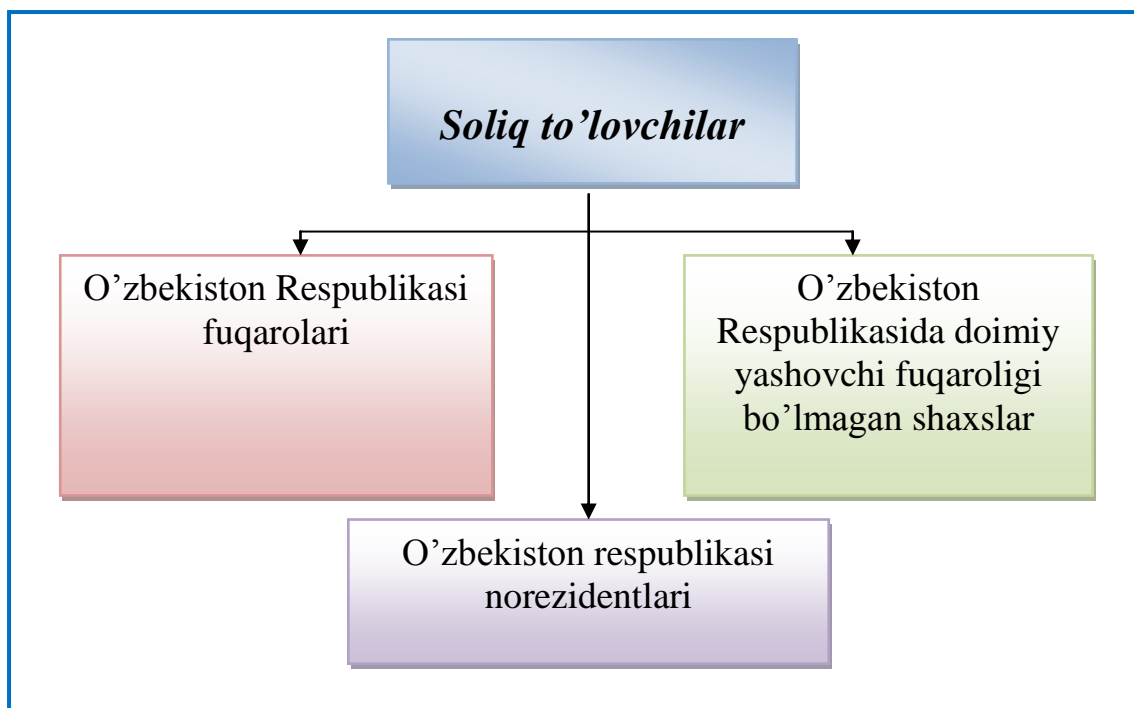 Soliq to’lovchilar
O’zbekiston Respublikasi
fuqarolari
O’zbekiston
Respublikasida doimiy
yashovchi fuqaroligi
bo’lmagan shaxslar
O’zbekiston respublikasi
norezidentlari